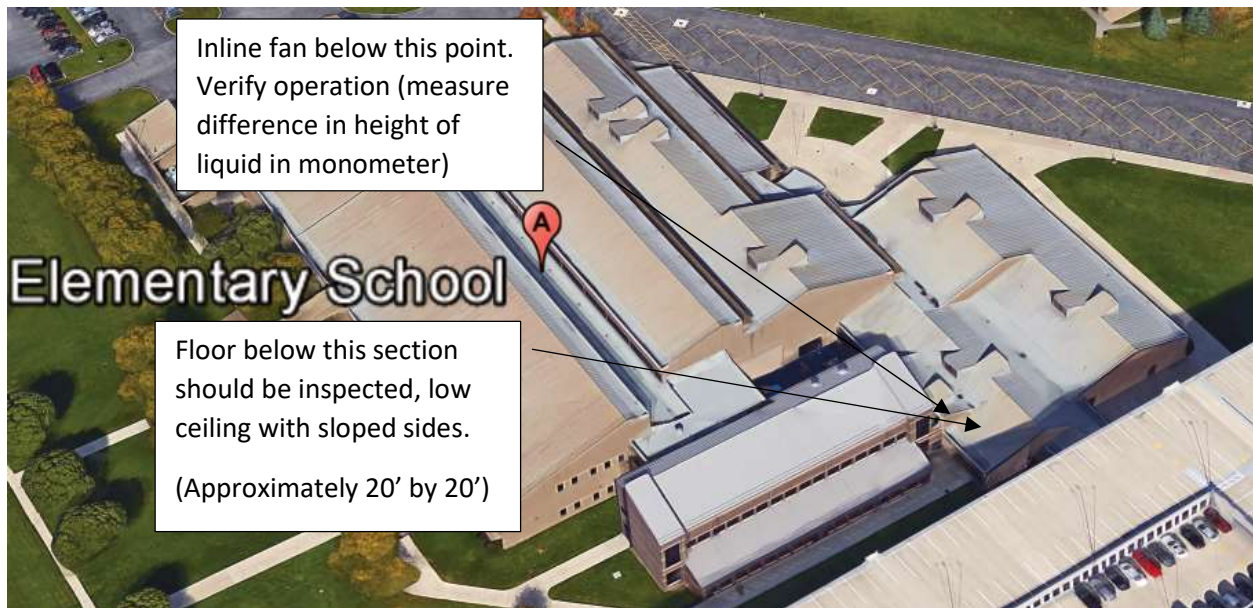 Inline fan below this point.
Verify operation (measure
difference in height of
liquid in monometer)
A
Elementary School
Floor below this section
should be inspected, low
ceiling with sloped sides.
(Approximately 20’ by 20’)